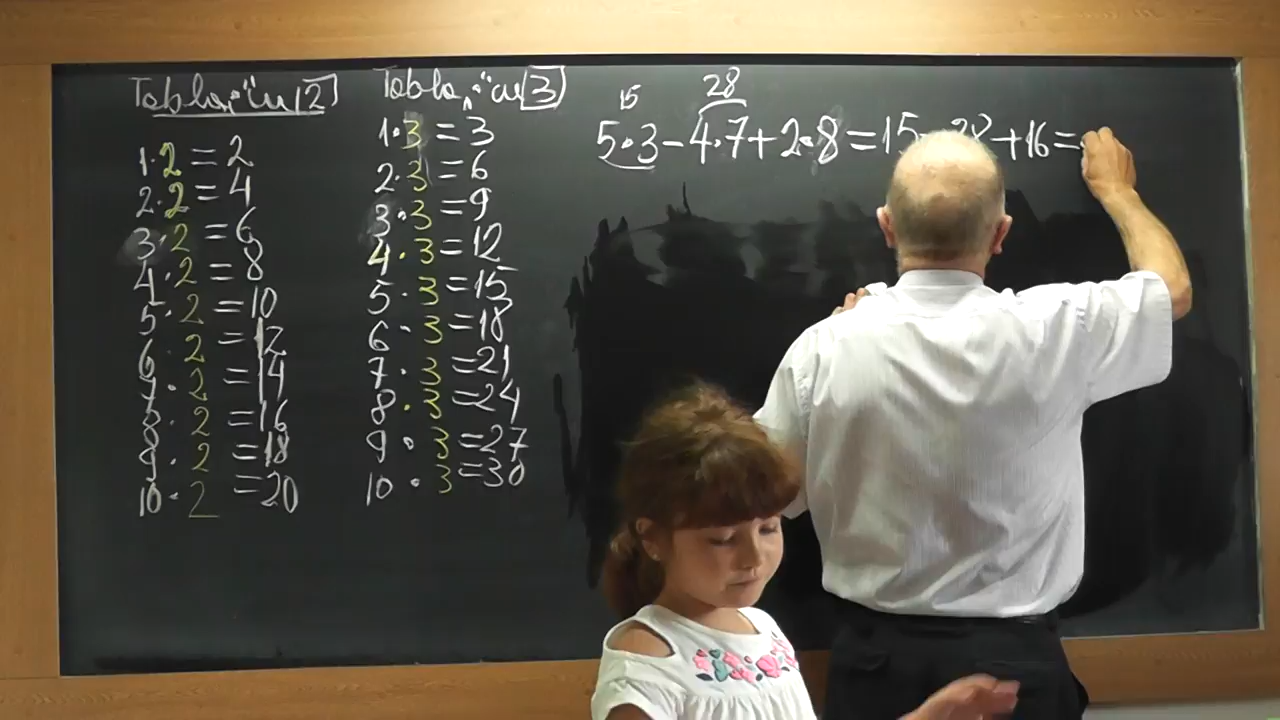 Tabla "cu 2
1·2 = 2
2·2 = 4
3·2 = 6
4·2 = 8
5·2 = 10
6·2 = 12
7·2 = 14
8·2 = 16
9·2 = 18
10·2 = 20
Tabla "cu 3
1·3 = 3
2·3 = 6
3·3 = 9
4·3 = 12
5·3 = 15
6·3 = 18
7·3 = 21
8·3 = 24
9·3 = 27
10·3 = 30
15 28
5·3-4·7+2·8=15 28+16=